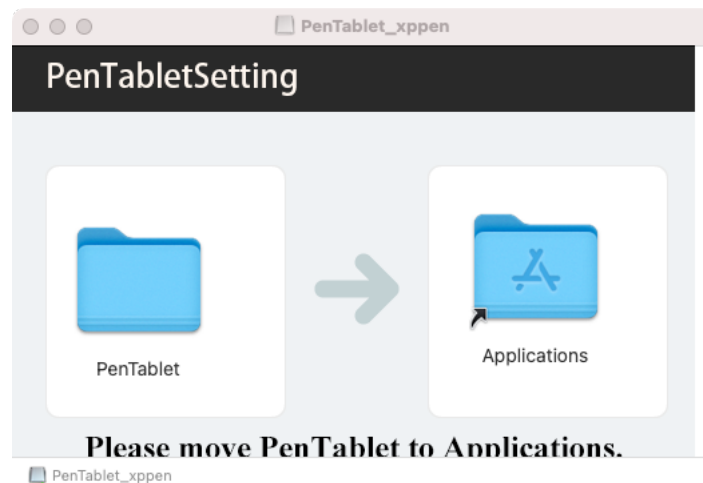 PenTablet_xppen
PenTabletSetting
PenTablet
Applications
Please move PenTablet to Applications.
PenTablet_xppen